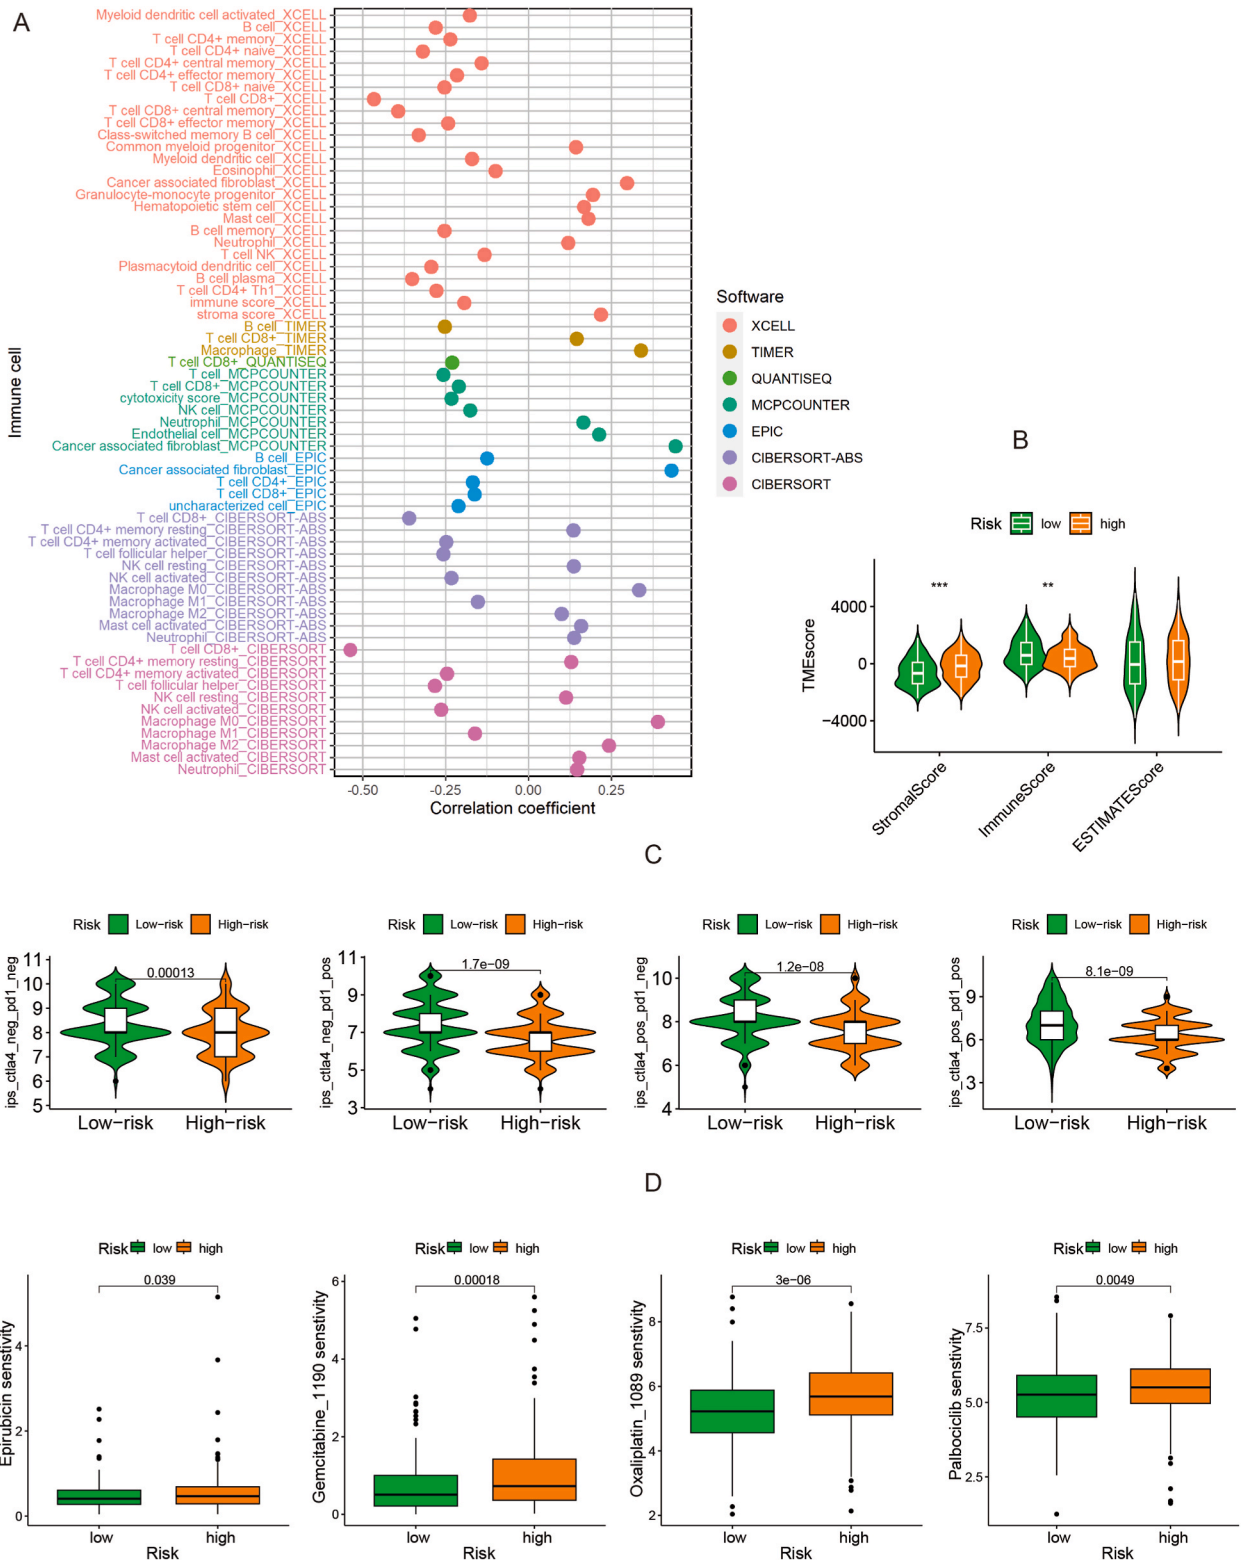 A
Immune cell
Myeloid dendritic cell activated_XCELL
B cell_XCELL
T cell CD4+ memory_XCELL
T cell CD4+ naive_XCELL
T cell CD4+ central memory_XCELL
T cell CD4+ effector memory_XCELL
T cell CD8+ naive_XCELL
T cell CD8+_XCELL
T cell CD8+ central memory_XCELL
T cell CD8+ effector memory_XCELL
Class-switched memory B cell_XCELL
Common myeloid progenitor_XCELL
Myeloid dendritic cell_XCELL
Eosinophil_XCELL
Cancer associated fibroblast_XCELL
Granulocyte-monocyte progenitor_XCELL
Hematopoietic stem cell_XCELL
Mast cell_XCELL
B cell memory_XCELL
Neutrophil_XCELL
T cell NK_XCELL
Plasmacytoid dendritic cell_XCELL
B cell plasma_XCELL
T cell CD4+ Th1_XCELL
immune score_XCELL
stroma score_XCELL
B cell_TIMER
T cell CD8+_TIMER
Macrophage_TIMER
T cell CD8+_QUANTISEQ
T cell_MCPCOUNTER
T cell CD8+_MCPCOUNTER
cytotoxicity score_MCPCOUNTER
NK cell_MCPCOUNTER
Neutrophil_MCPCOUNTER
Endothelial cell_MCPCOUNTER
Cancer associated fibroblast_MCPCOUNTER
B cell_EPIC
Cancer associated fibroblast_EPIC
T cell CD4+_EPIC
T cell CD8+_EPIC
uncharacterized cell_EPIC
T cell CD8+_CIBERSORT-ABS
T cell CD4+ memory resting_CIBERSORT-ABS
T cell CD4+ memory activated_CIBERSORT-ABS
T cell follicular helper_CIBERSORT-ABS
NK cell resting_CIBERSORT-ABS
NK cell activated_CIBERSORT-ABS
Macrophage M0_CIBERSORT-ABS
Macrophage M1_CIBERSORT-ABS
Macrophage M2_CIBERSORT-ABS
Mast cell activated_CIBERSORT-ABS
Neutrophil_CIBERSORT-ABS
T cell CD8+_CIBERSORT
T cell CD4+ memory resting_CIBERSORT
T cell CD4+ memory activated_CIBERSORT
T cell follicular helper_CIBERSORT
NK cell resting_CIBERSORT
NK cell activated_CIBERSORT
Macrophage M0_CIBERSORT
Macrophage M1_CIBERSORT
Macrophage M2_CIBERSORT
Mast cell activated_CIBERSORT
Neutrophil_CIBERSORT
-0.50 -0.25 0.00 0.25
Correlation coefficient
Software
XCELL
TIMER
QUANTISEQ
MCPCOUNTER
EPIC
CIBERSORT-ABS
CIBERSORT
B
Risk low high
TMEscore
4000
0
−4000
*** **
StromalScore
ImmuneScore
ESTIMATEScore
C
Risk Low−risk High−risk
ips_ctla4_neg_pd1_neg
11
10
9
8
7
6
5
0.00013
Low−risk High−risk
Risk Low−risk High−risk
ips_ctla4_neg_pd1_pos
11
9
7
5
3
1.7e−09
Low−risk High−risk
Risk Low−risk High−risk
ips_ctla4_pos_pd1_neg
10
8
6
4
1.2e−08
Low−risk High−risk
Risk Low−risk High−risk
ips_ctla4_pos_pd1_pos
9
6
3
8.1e−09
Low−risk High−risk
D
Risk low high
Epirubicin senstivity
4
2
0
0.039
low high
Risk
Risk low high
Gemcitabine_1190 senstivity
6
4
2
0
0.00018
low high
Risk
Risk low high
Oxaliplatin_1089 senstivity
8
6
4
2
3e−06
low high
Risk
Risk low high
Palbociclib senstivity
7.5
5.0
2.5
0.0049
low high
Risk